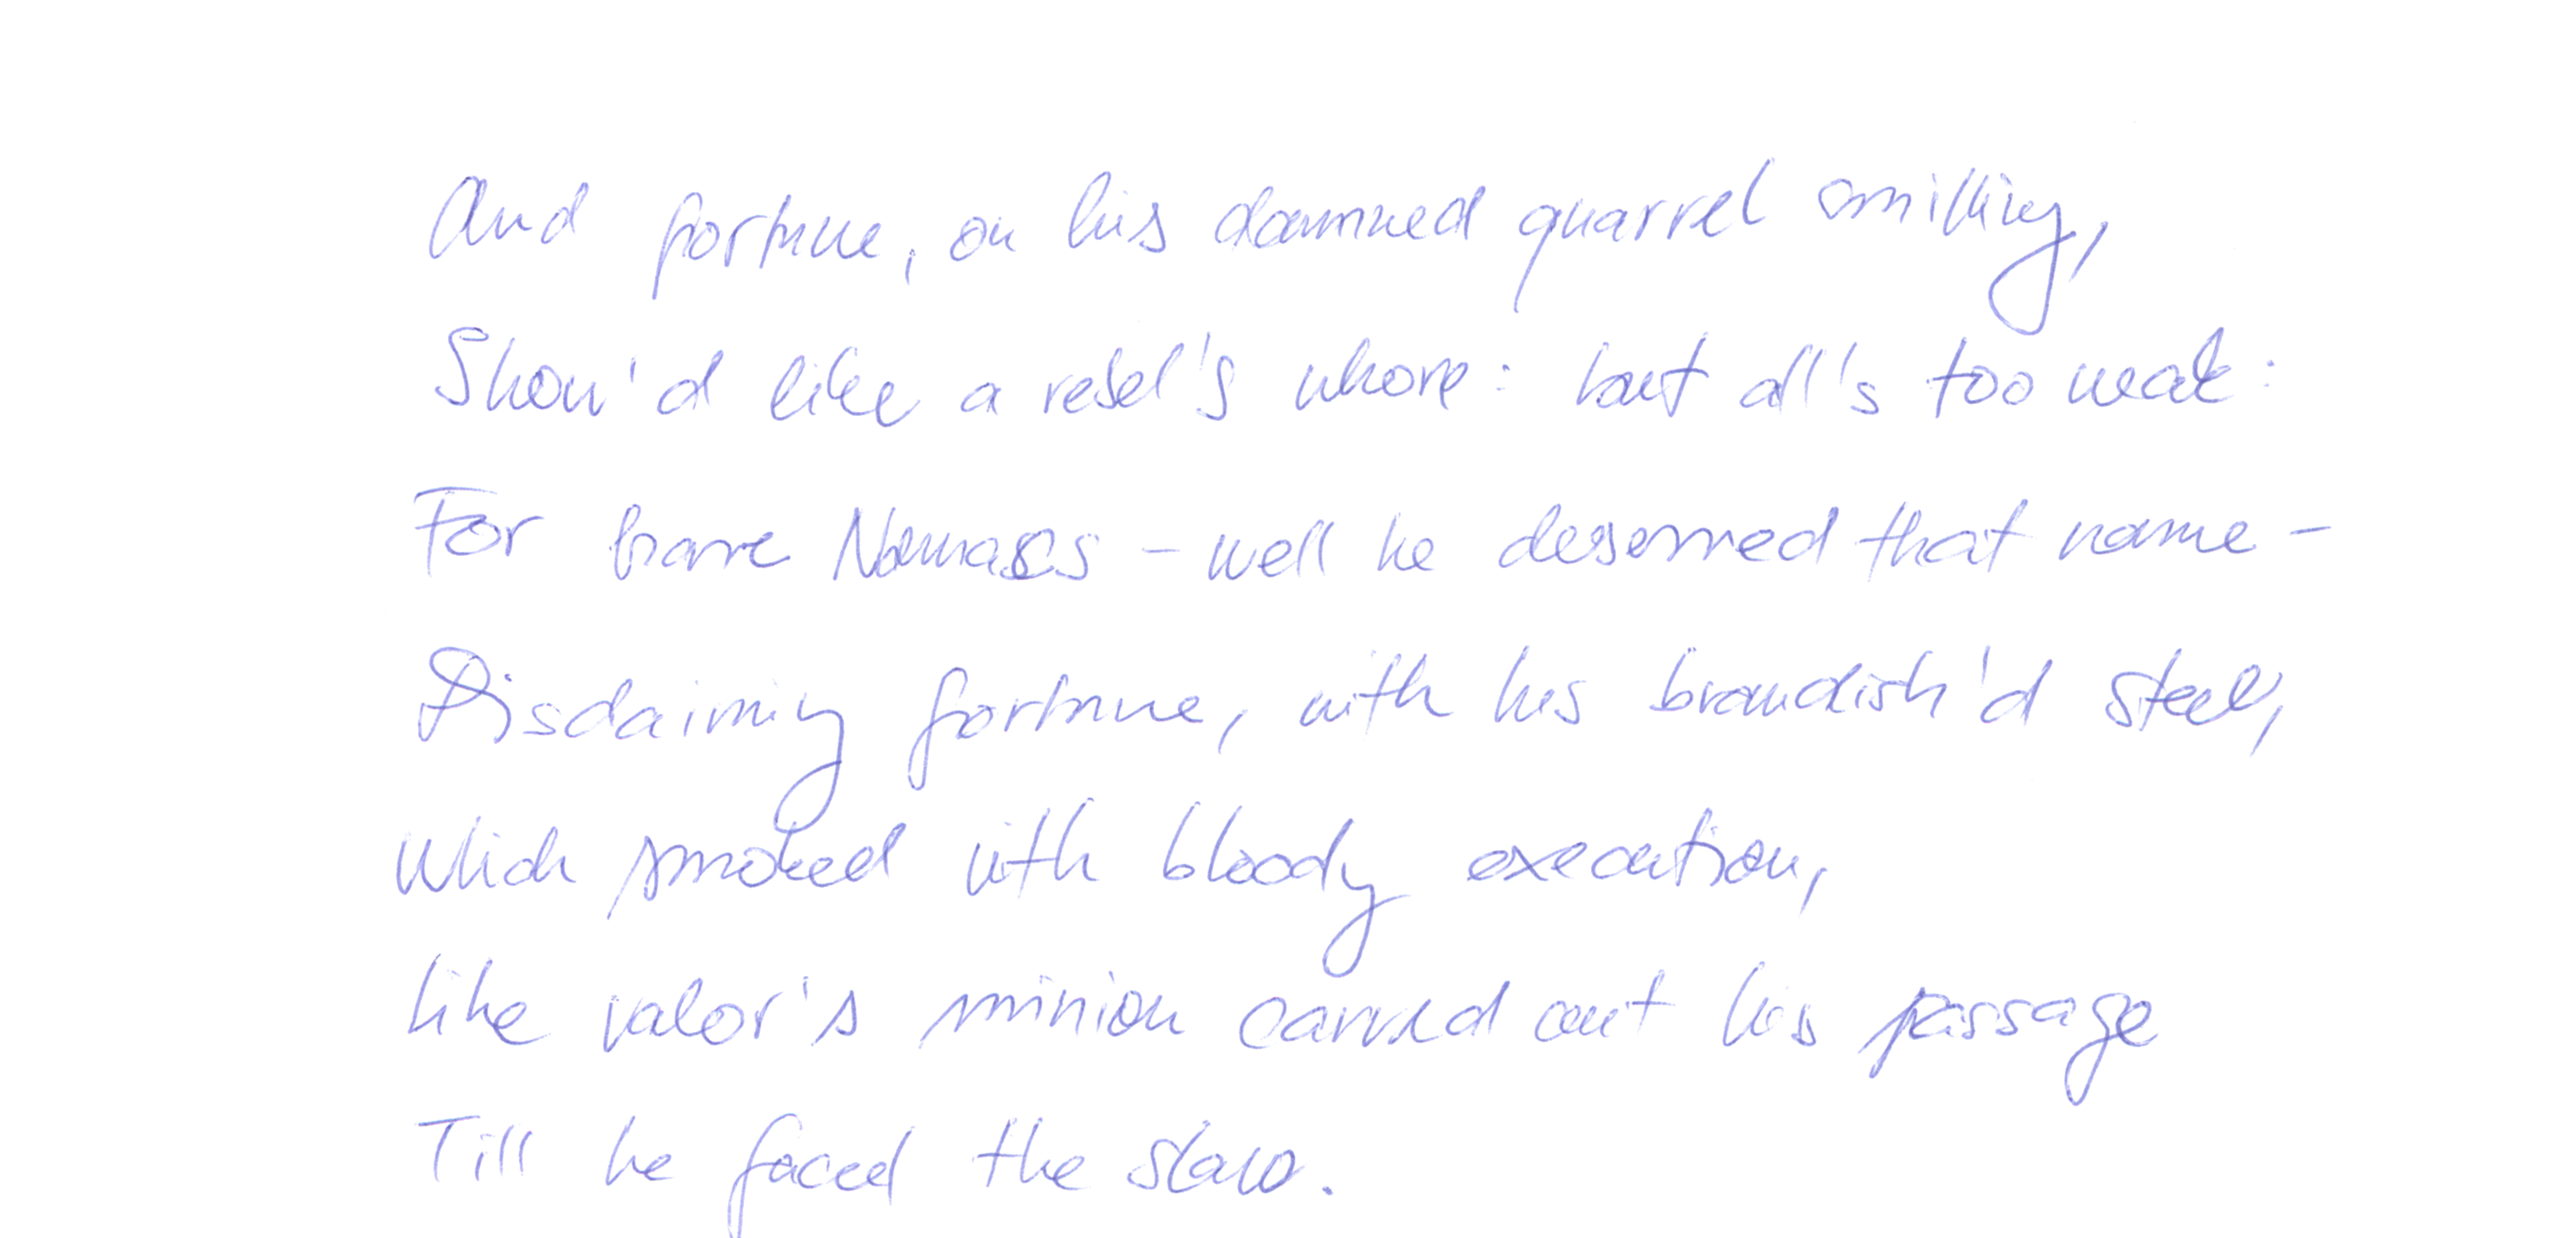 And fortune, on his damned quarrel smilling,
Show'd like a rebel's whore: but all's too weak:
For brave Nomacs - well he deserved that name -
Disdaining fortune, with his brandish'd steel,
Which smoked with bloody execution,
like valor's minion carved out his passage
Till he faced the slave.